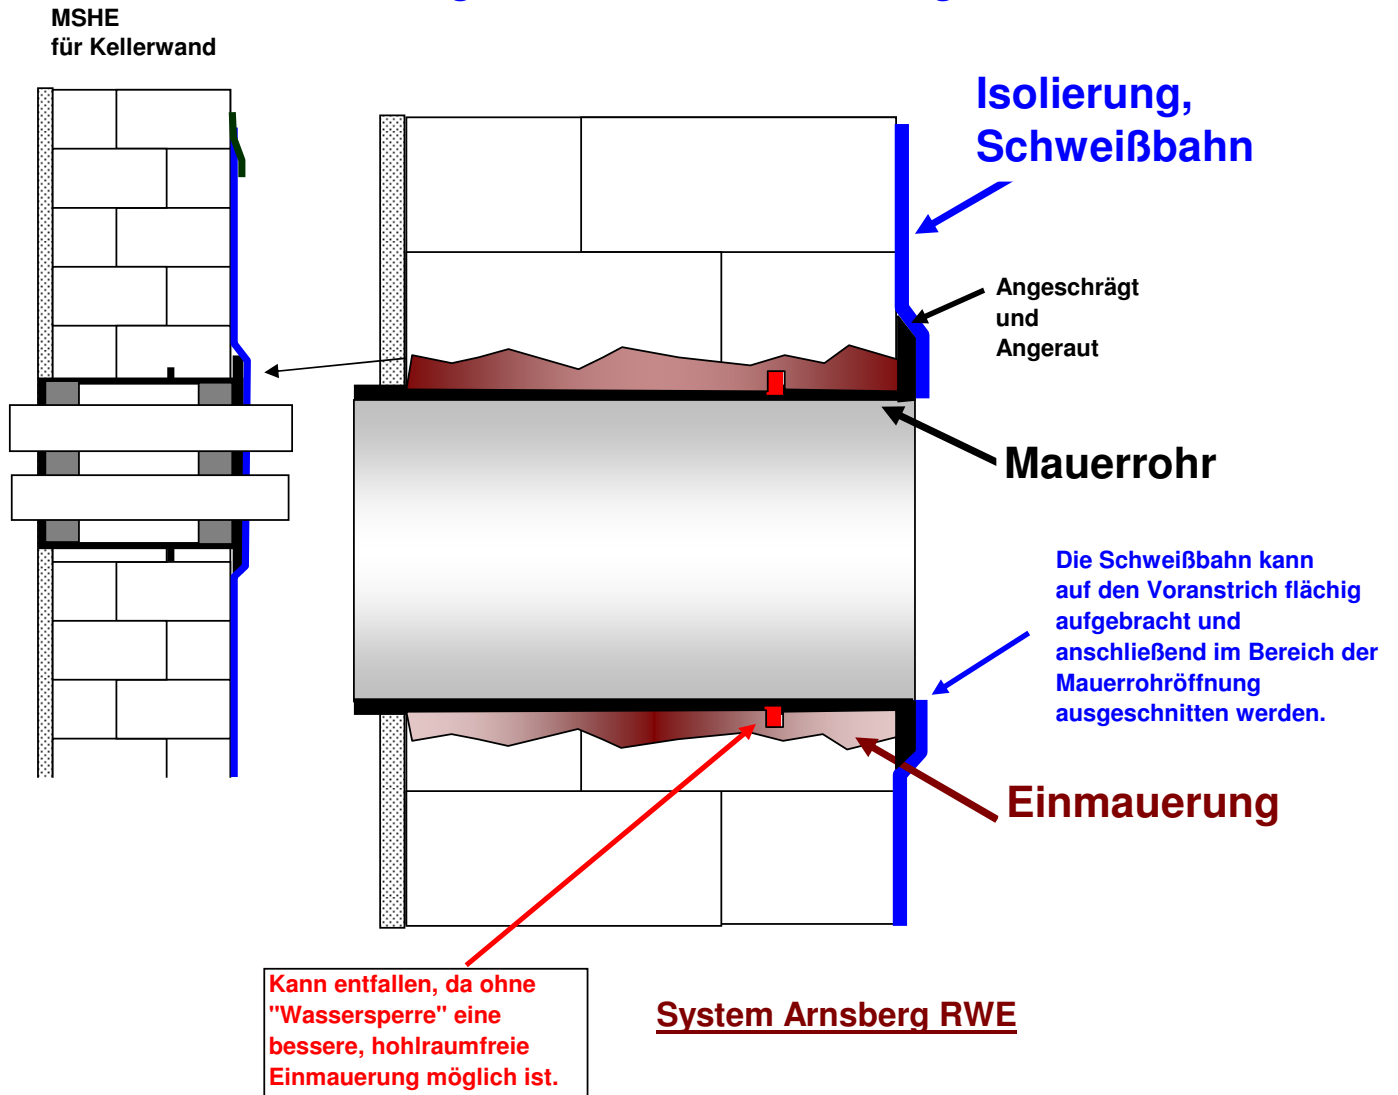 MSHE
für Kellerwand
Isolierung,
Schweißbahn
Angeschrägt
und
Angeraut
Mauerrohr
Die Schweißbahn kann
auf den Voranstrich flächig
aufgebracht und
anschließend im Bereich der
Mauerrohröffnung
ausgeschnitten werden.
Einmauerung
Kann entfallen, da ohne
"Wassersperre" eine
bessere, hohlraumfreie
Einmauerung möglich ist.
System Arnsberg RWE